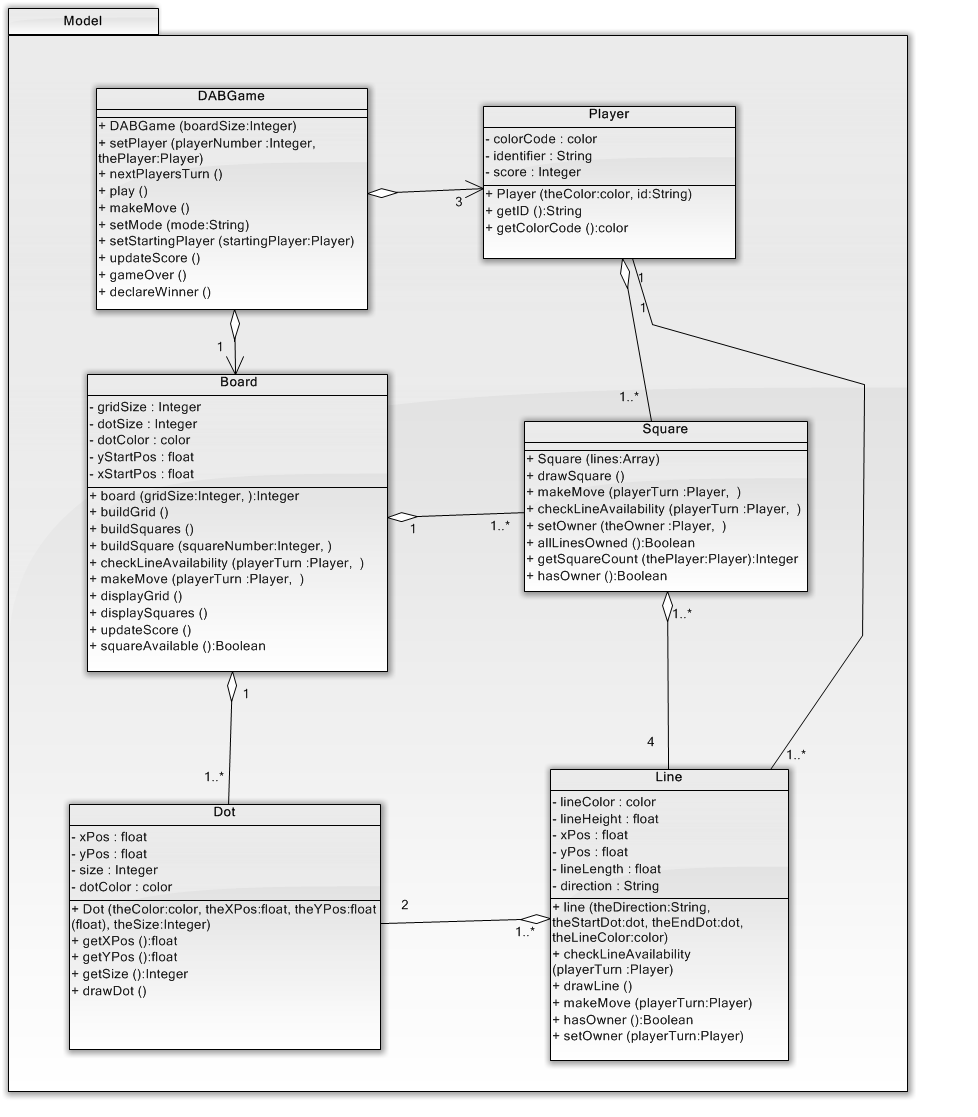 Model
DABGame
+ DABGame (boardSize:Integer)
+ setPlayer (playerNumber :Integer,
thePlayer:Player)
+ nextPlayersTurn ()
+ play ()
+ makeMove ()
+ setMode (mode:String)
+ setStartingPlayer (startingPlayer:Player)
+ updateScore ()
+ gameOver ()
+ declareWinner ()
3
Player
- colorCode : color
- identifier : String
- score : Integer
+ Player (theColor:color, id:String)
+ getID ():String
+ getColorCode ():color
1
1
1
1..*
Board
- gridSize : Integer
- dotSize : Integer
- dotColor : color
- yStartPos : float
- xStartPos : float
+ board (gridSize:Integer, ):Integer
+ buildGrid ()
+ buildSquares ()
+ buildSquare (squareNumber:Integer, )
+ checkLineAvailability (playerTurn :Player,  )
+ makeMove (playerTurn :Player,  )
+ displayGrid ()
+ displaySquares ()
+ updateScore ()
+ squareAvailable ():Boolean
1
1..*
Square
+ Square (lines:Array)
+ drawSquare ()
+ makeMove (playerTurn :Player,  )
+ checkLineAvailability (playerTurn :Player,  )
+ setOwner (theOwner :Player,  )
+ allLinesOwned ():Boolean
+ getSquareCount (thePlayer:Player):Integer
+ hasOwner ():Boolean
1..*
1
1..*
4
1..*
Dot
- xPos : float
- yPos : float
- size : Integer
- dotColor : color
+ Dot (theColor:color, theXPos:float, theYPos:float
(float), theSize:Integer)
+ getXPos ():float
+ getYPos ():float
+ getSize ():Integer
+ drawDot ()
2
1..*
Line
- lineColor : color
- lineHeight : float
- xPos : float
- yPos : float
- lineLength : float
- direction : String
+ line (theDirection:String,
theStartDot:dot, theEndDot:dot,
theLineColor:color)
+ checkLineAvailability
(playerTurn :Player)
+ drawLine ()
+ makeMove (playerTurn:Player)
+ hasOwner ():Boolean
+ setOwner (playerTurn:Player)